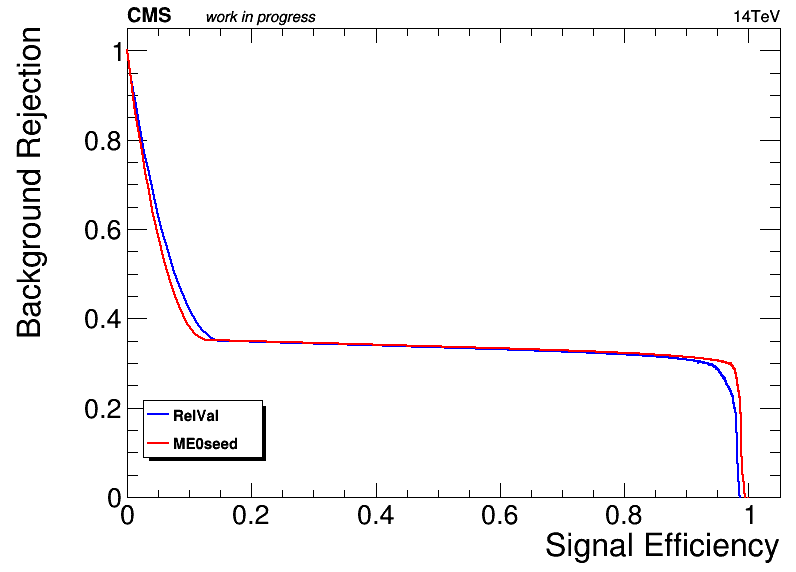 CMS work in progress 14TeV
Background Rejection
1
0.8
0.6
0.4
0.2
0
RelVal
ME0seed
0 0.2 0.4 0.6 0.8 1
Signal Efficiency